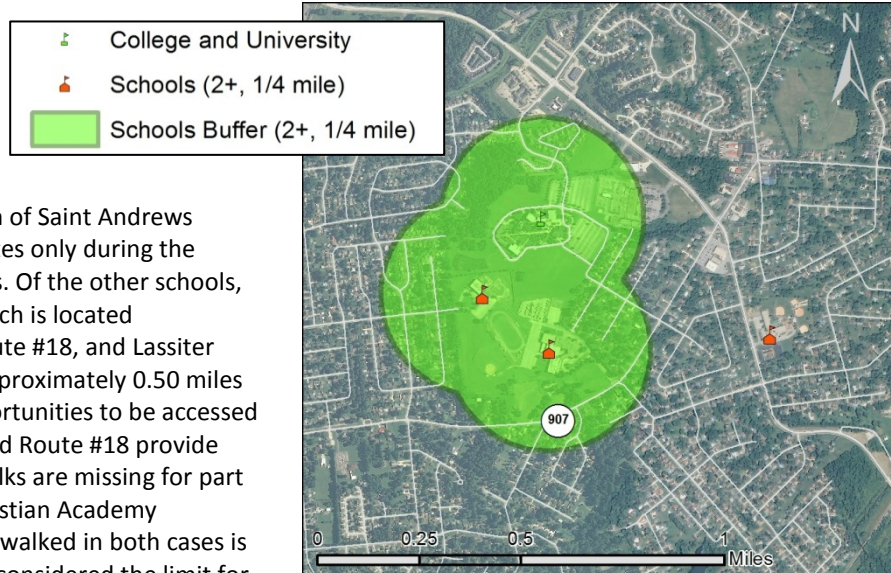 College and University
Schools (2+, 1/4 mile)
Schools Buffer (2+, 1/4 mile)
of Saint Andrews
tes only during the
s. Of the other schools,
ch is located
ute #18, and Lassiter
proximately 0.50 miles
ortunities to be accessed
d Route #18 provide
lks are missing for part
stian Academy
walked in both cases is
considered the limit for
N
907
0 0.25 0.5 1
Miles